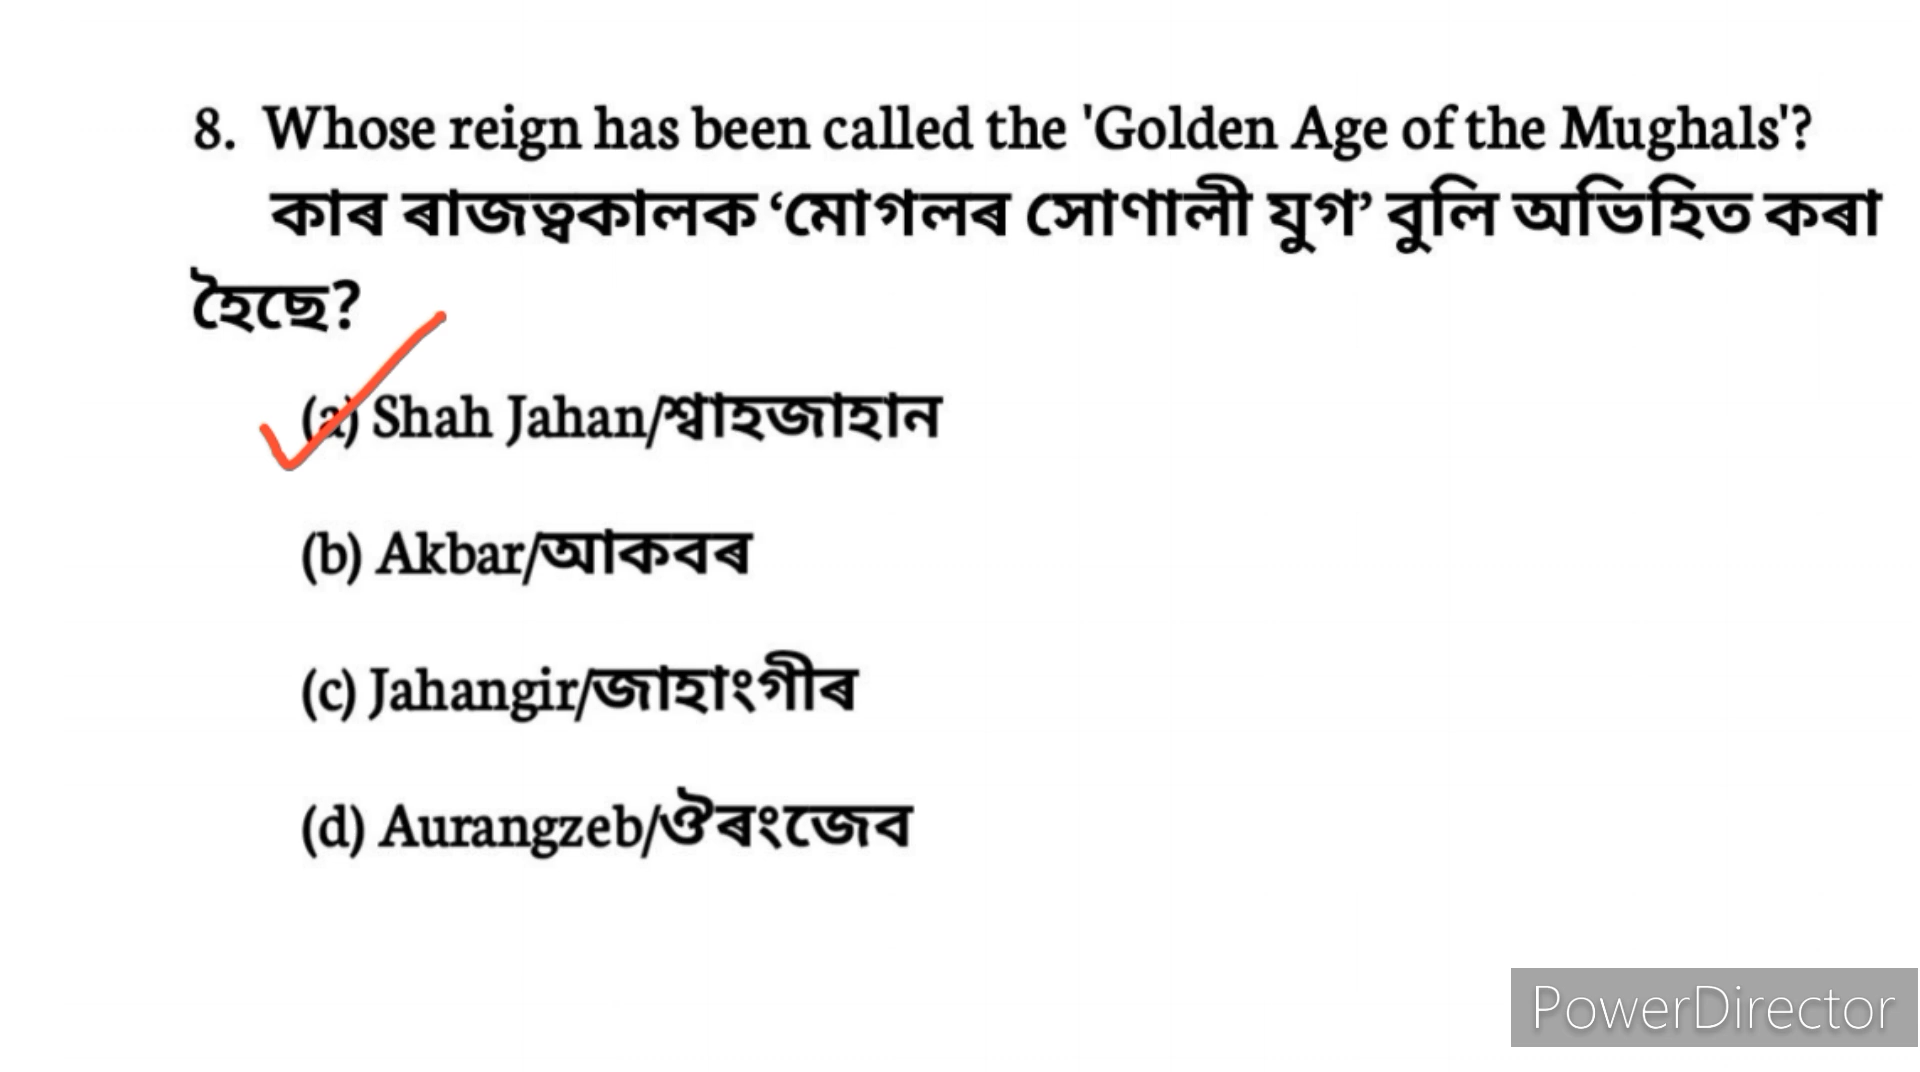 8. Whose reign has been called the 'Golden Age of the Mughals'?
কাৰ ৰাজত্বকালক ‘মোগলৰ সোণালী যুগ’ বুলি অভিহিত কৰা
হৈছে?
(a) Shah Jahan/শ্বাহজাহান
(b) Akbar/আকবৰ
(c) Jahangir/জাহাংগীৰ
(d) Aurangzeb/ঔৰংজেব
PowerDirector